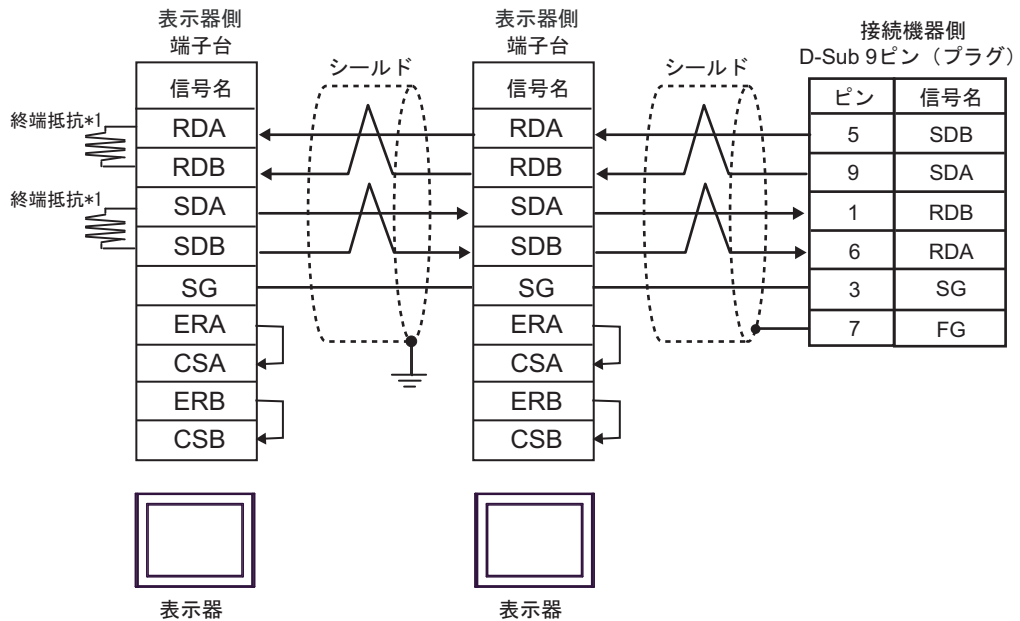 表示器側
端子台
信号名
RDA
RDB
SDA
SDB
SG
ERA
CSA
ERB
CSB
終端抵抗*1
終端抵抗*1
シールド
表示器
表示器側
端子台
信号名
RDA
RDB
SDA
SDB
SG
ERA
CSA
ERB
CSB
シールド
表示器
接続機器側
D-Sub 9ピン（プラグ）
ピン 信号名
5 SDB
9 SDA
1 RDB
6 RDA
3 SG
7 FG